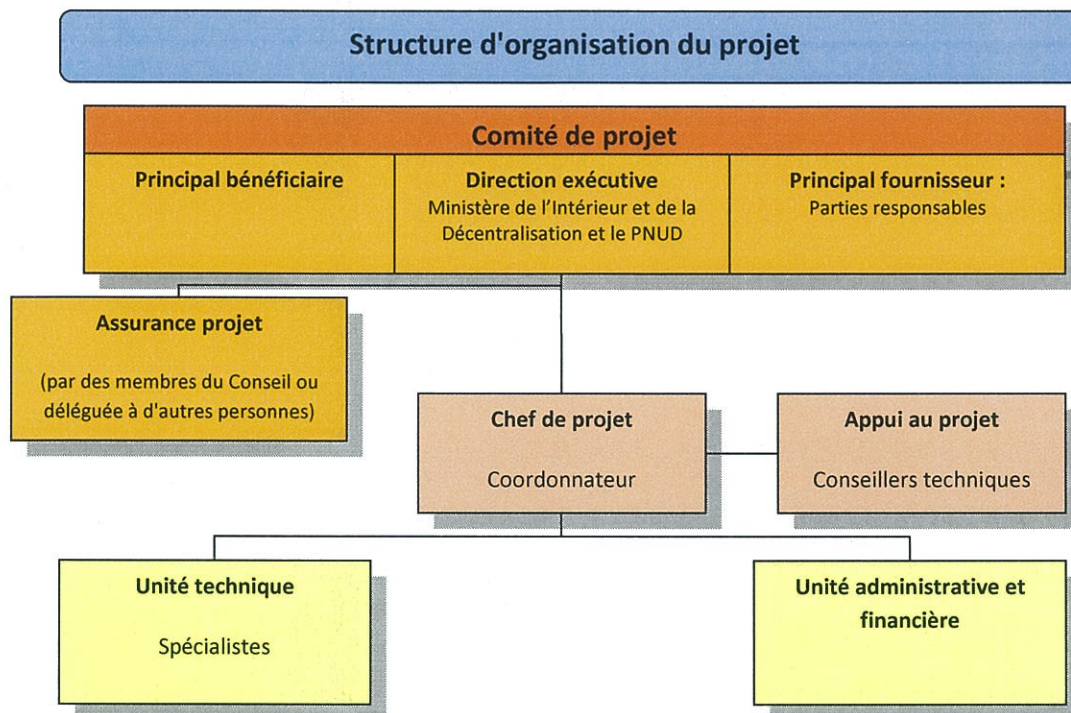 Structure d'organisation du projet
Comité de projet
Principal bénéficiaire
Direction exécutive
Ministère de l'Intérieur et de la
Décentralisation et le PNUD
Principal fournisseur :
Parties responsables
Assurance projet
(par des membres du Conseil ou
déléguée à d'autres personnes)
Chef de projet
Coordonnateur
Appui au projet
Conseillers techniques
Unité technique
Spécialistes
Unité administrative et
financière